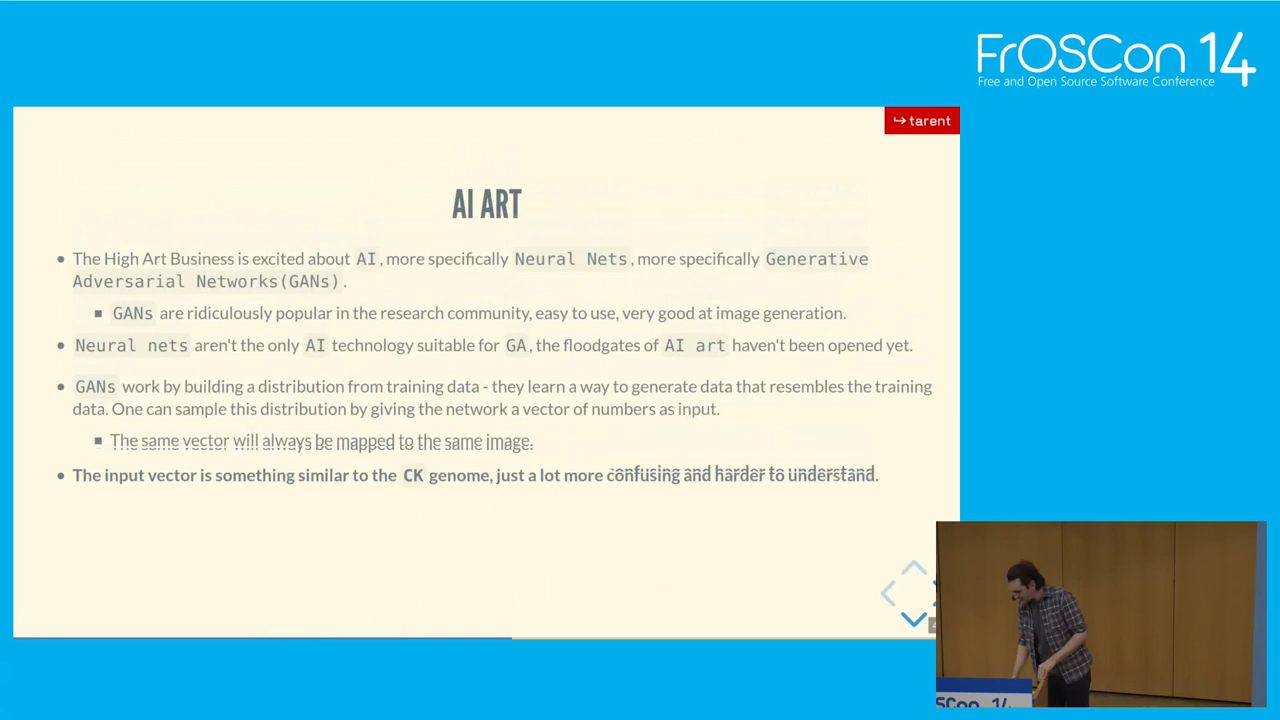 FrOSCon 14
Free and Open Source Software Conference
↪ tarent
AI ART
The High Art Business is excited about AI, more specifically Neural Nets, more specifically Generative
Adversarial Networks(GANs).
GANs are ridiculously popular in the research community, easy to use, very good at image generation.
Neural nets aren't the only AI technology suitable for GA, the floodgates of AI art haven't been opened yet.
GANs work by building a distribution from training data - they learn a way to generate data that resembles the training
data. One can sample this distribution by giving the network a vector of numbers as input.
The same vector will always be mapped to the same image.
The input vector is something similar to the CK genome, just a lot more confusing and harder to understand.
SCon 14